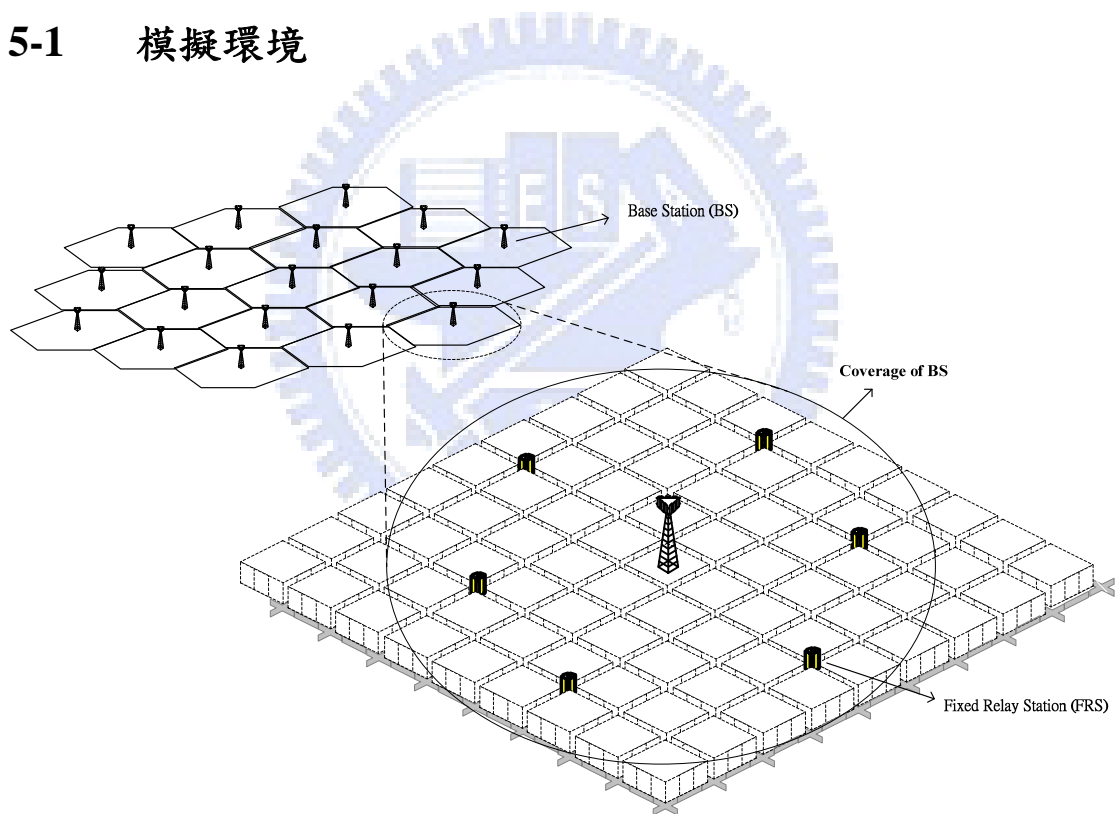 5-1 模擬環境
Base Station (BS)
Coverage of BS
Fixed Relay Station (FRS)
E S